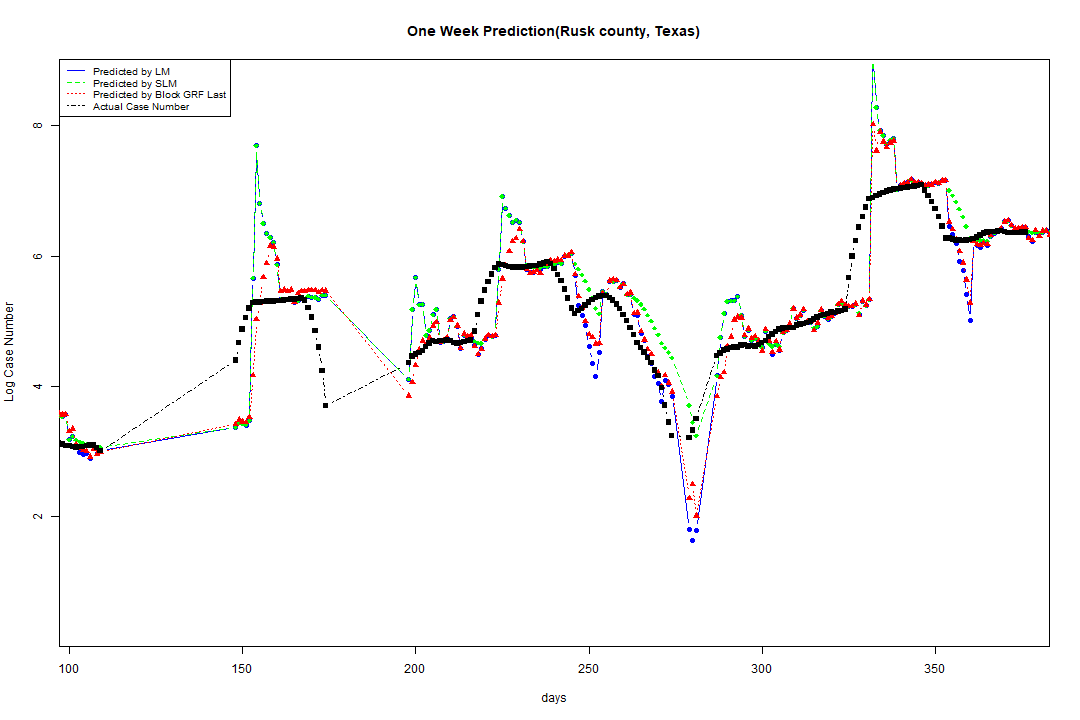 One Week Prediction(Rusk county, Texas)
Predicted by LM
Predicted by SLM
Predicted by Block GRF Last
Actual Case Number
8
6
4
2
Log Case Number
100 150 200 250 300 350
days